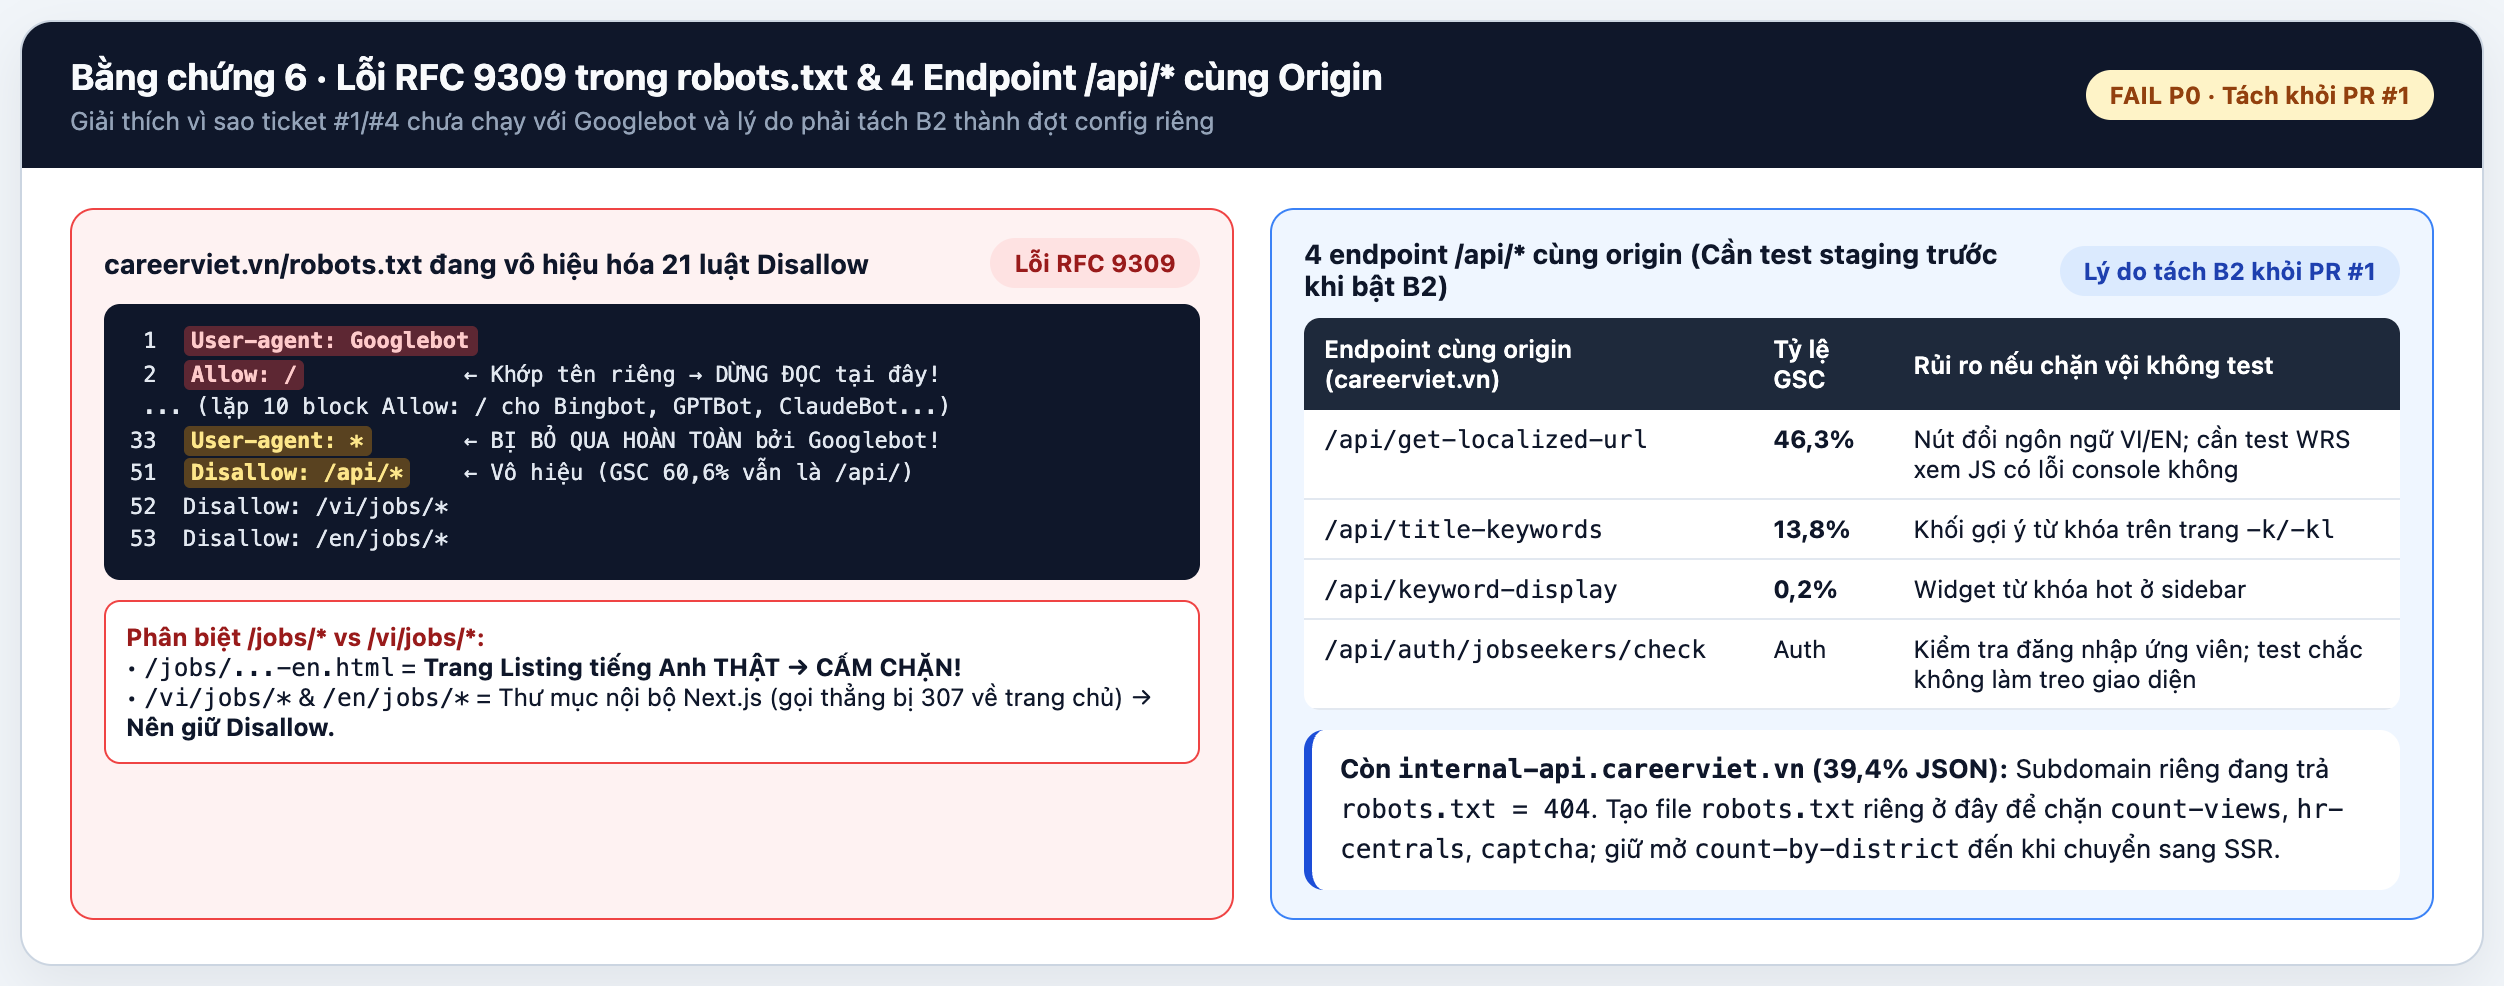 Bằng chứng 6 · Lỗi RFC 9309 trong robots.txt & 4 Endpoint /api/* cùng Origin
Giải thích vì sao ticket #1/#4 chưa chạy với Googlebot và lý do phải tách B2 thành đợt config riêng
FAIL P0 · Tách khỏi PR #1
careerviet.vn/robots.txt đang vô hiệu hóa 21 luật Disallow
Lỗi RFC 9309
1 User-agent: Googlebot
2 Allow: / ← Khớp tên riêng → DỪNG ĐỌC tại đây!
... (lặp 10 block Allow: / cho Bingbot, GPTBot, ClaudeBot...)
33 User-agent: * ← BỊ BỎ QUA HOÀN TOÀN bởi Googlebot!
51 Disallow: /api/* ← Vô hiệu (GSC 60,6% vẫn là /api/)
52 Disallow: /vi/jobs/*
53 Disallow: /en/jobs/*
Phân biệt /jobs/* vs /vi/jobs/*:
• /jobs/...-en.html = Trang Listing tiếng Anh THẬT → CẤM CHẶN!
• /vi/jobs/* & /en/jobs/* = Thư mục nội bộ Next.js (gọi thẳng bị 307 về trang chủ) →
Nên giữ Disallow.
4 endpoint /api/* cùng origin (Cần test staging trước
khi bật B2)
Lý do tách B2 khỏi PR #1
Endpoint cùng origin
(careerviet.vn)
Tỷ lệ
GSC
Rủi ro nếu chặn vội không test
/api/get-localized-url
46,3%
Nút đổi ngôn ngữ VI/EN; cần test WRS
xem JS có lỗi console không
/api/title-keywords
13,8%
Khối gợi ý từ khóa trên trang -k/-kl
/api/keyword-display
0,2%
Widget từ khóa hot ở sidebar
/api/auth/jobseekers/check
Auth
Kiểm tra đăng nhập ứng viên; test chắc
không làm treo giao diện
Còn internal-api.careerviet.vn (39,4% JSON): Subdomain riêng đang trả
robots.txt = 404. Tạo file robots.txt riêng ở đây để chặn count-views, hr-
centrals, captcha; giữ mở count-by-district đến khi chuyển sang SSR.